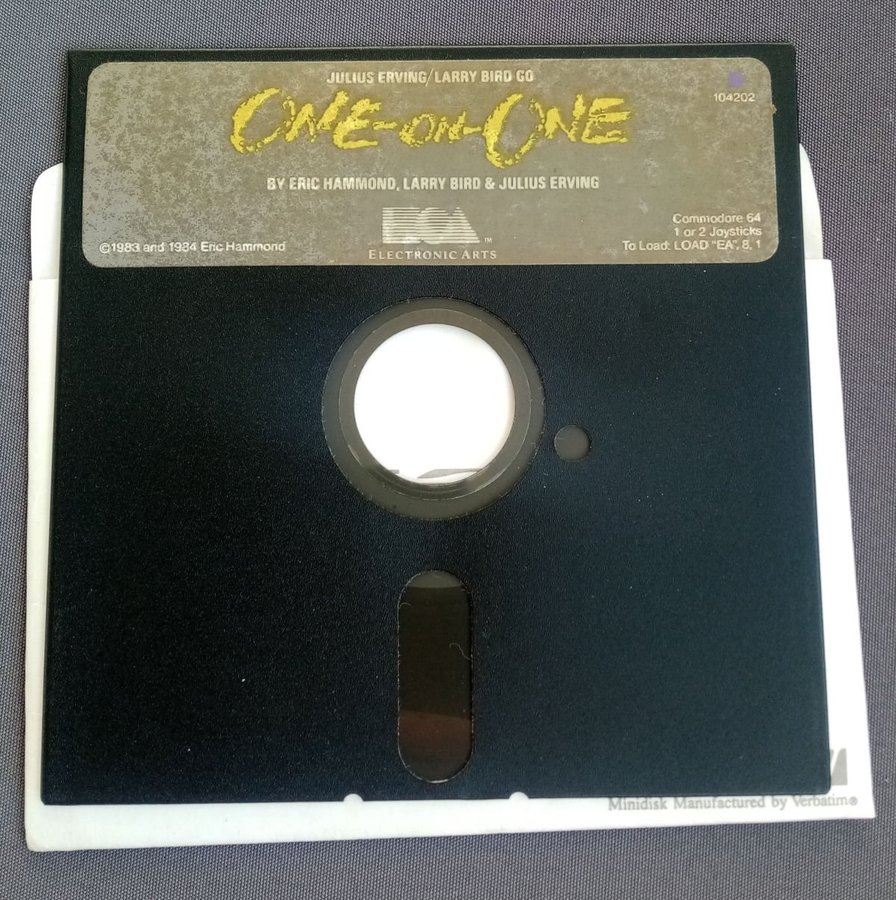 JULIUS ERVING/LARRY BIRD GO
104202
ONE-ON-ONE
BY ERIC HAMMOND, LARRY BIRD & JULIUS ERVING
EA™
ELECTRONIC ARTS
©1983 and 1984 Eric Hammond
Commodore 64
1 or 2 Joysticks
To Load: LOAD "EA", 8, 1
Minidisk Manufactured by Verbatim®